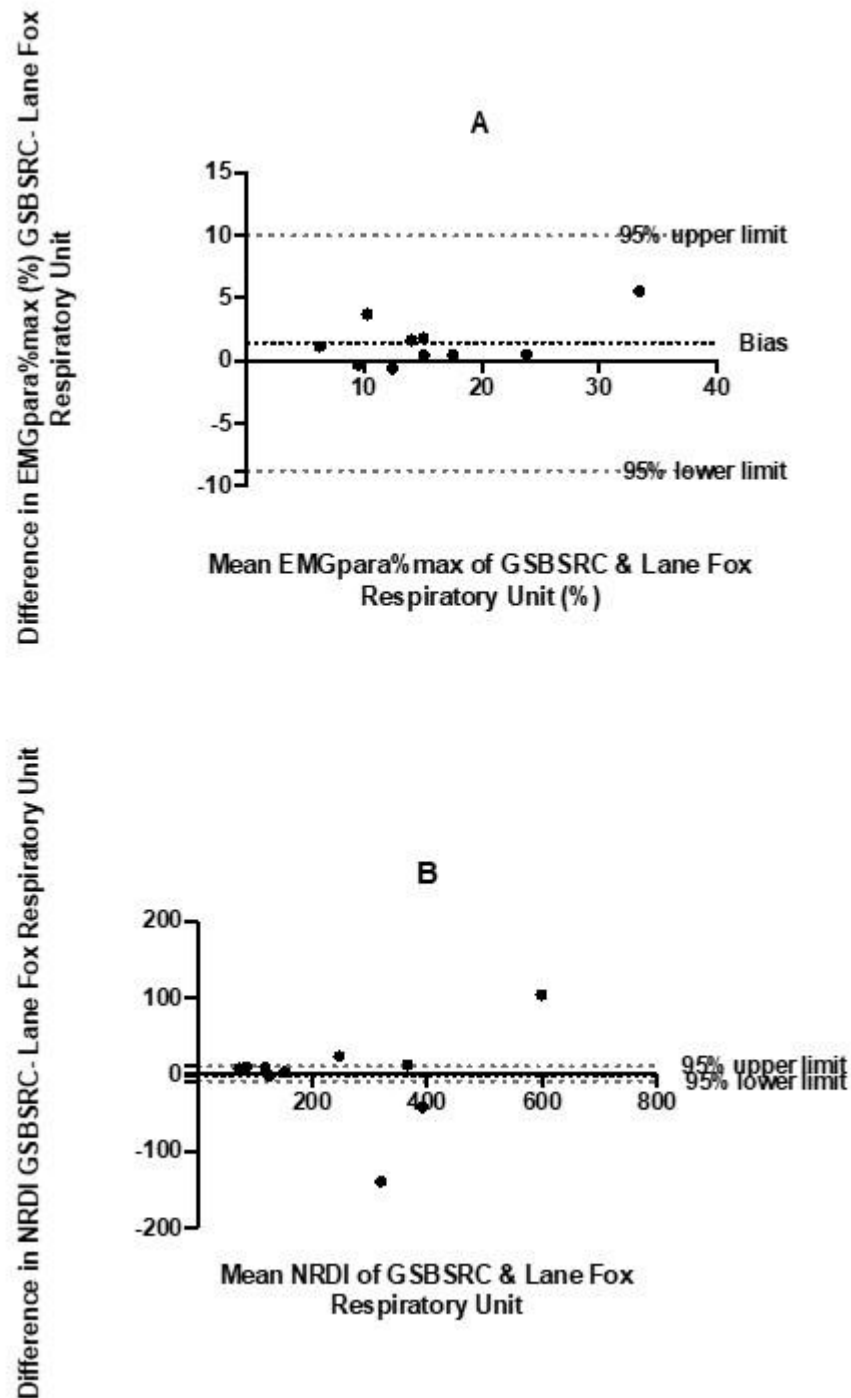 Difference in EMGpara%max (%) GSBSRC- Lane Fox
Respiratory Unit
A
15
10
5
0
-5
-10
95% upper limit
Bias
10 20 30 40
95% lower limit
Mean EMGpara%max of GSBSRC & Lane Fox
Respiratory Unit (%)
Difference in NRDI GSBSRC- Lane Fox Respiratory Unit
B
200
100
0
-100
-200
95% upper limit
95% lower limit
200 400 600 800
Mean NRDI of GSBSRC & Lane Fox
Respiratory Unit